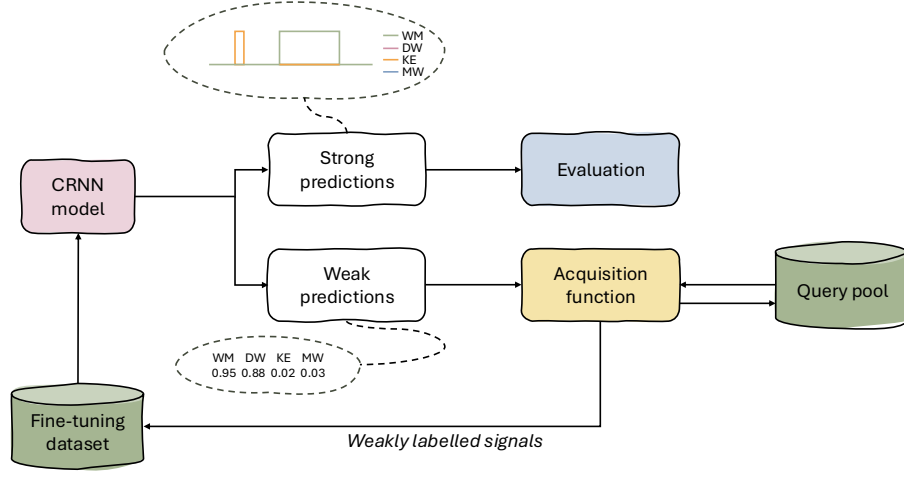 WM
DW
KE
MW
Strong
predictions
Evaluation
CRNN
model
Weak
predictions
Acquisition
function
Query pool
WM DW KE MW
0.95 0.88 0.02 0.03
Fine-tuning
dataset
Weakly labelled signals